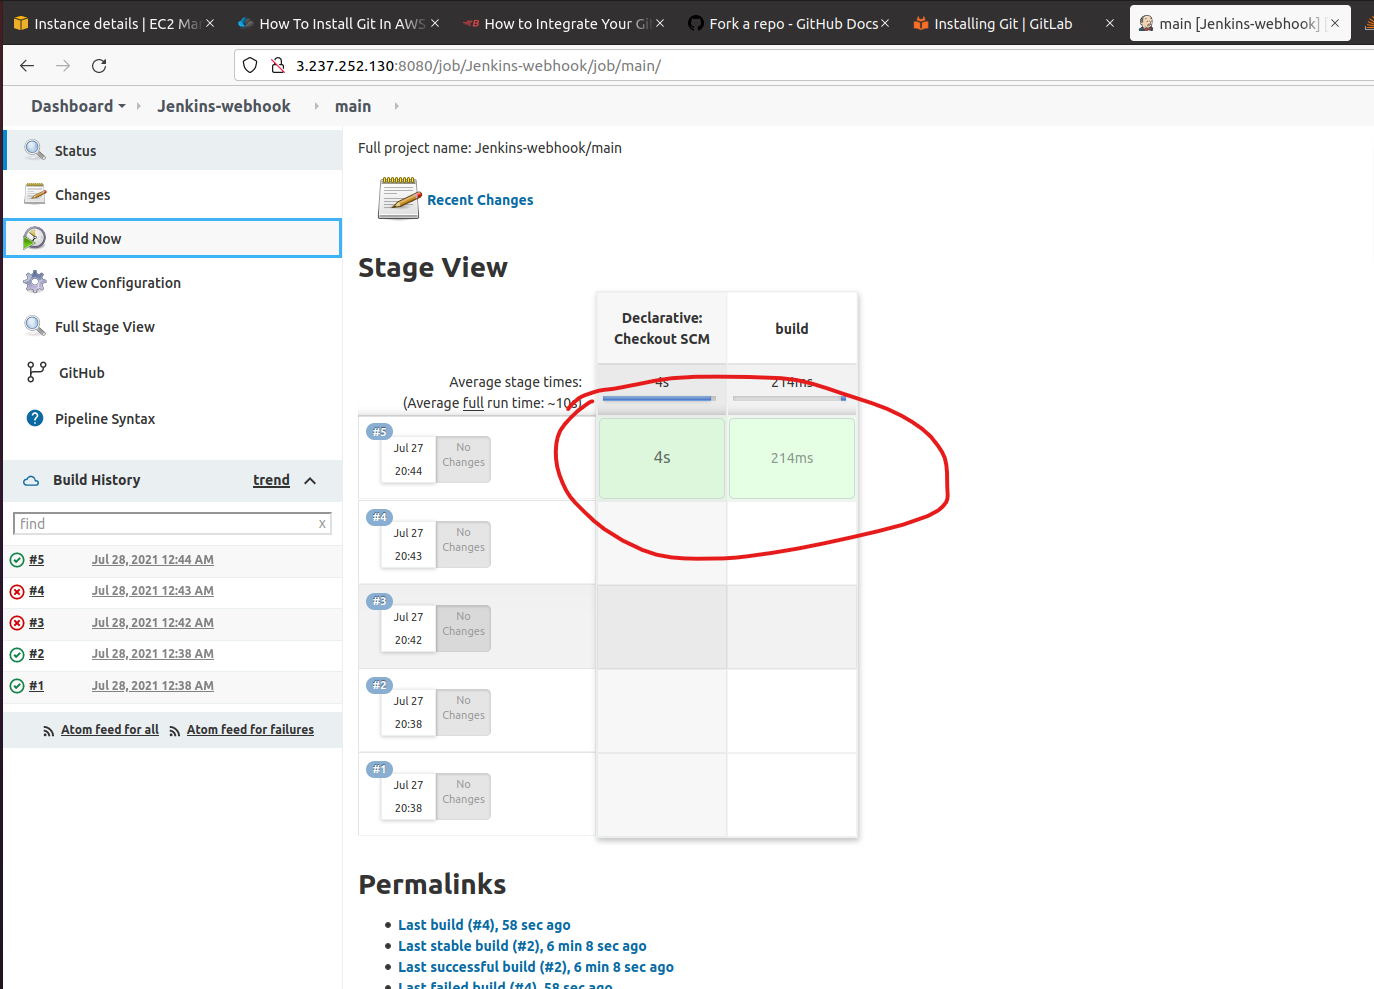 Instance details | EC2 Ma
How To Install Git In AWS
How to Integrate Your Gi
Fork a repo - GitHub Docs
Installing Git | GitLab
main [Jenkins-webhook] [
3.237.252.130:8080/job/Jenkins-webhook/job/main/
Dashboard
Jenkins-webhook
main
Status
Changes
Build Now
View Configuration
Full Stage View
GitHub
Pipeline Syntax
Build History
trend
find
x
#5 Jul 28, 2021 12:44 AM
#4 Jul 28, 2021 12:43 AM
#3 Jul 28, 2021 12:42 AM
#2 Jul 28, 2021 12:38 AM
#1 Jul 28, 2021 12:38 AM
Atom feed for all
Atom feed for failures
Full project name: Jenkins-webhook/main
Recent Changes
Stage View
Declarative:
Checkout SCM
build
Average stage times:
(Average full run time: ~10s)
4s
214ms
#5
Jul 27
20:44
No
Changes
4s
214ms
#4
Jul 27
20:43
No
Changes
#3
Jul 27
20:42
No
Changes
#2
Jul 27
20:38
No
Changes
#1
Jul 27
20:38
No
Changes
Permalinks
Last build (#4), 58 sec ago
Last stable build (#2), 6 min 8 sec ago
Last successful build (#2), 6 min 8 sec ago
Last failed build (#4), 58 sec ago